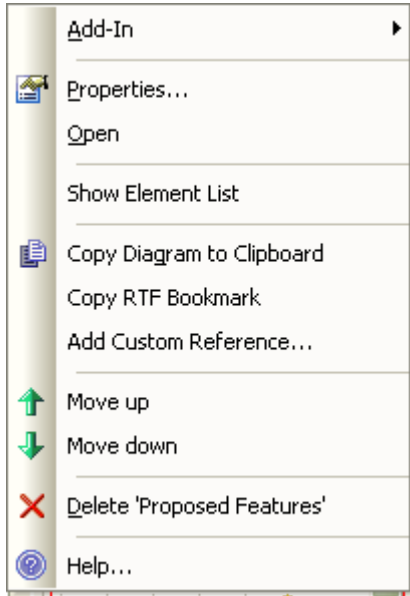 Add-In
Properties...
Open
Show Element List
Copy Diagram to Clipboard
Copy RTF Bookmark
Add Custom Reference...
Move up
Move down
Delete 'Proposed Features'
Help...